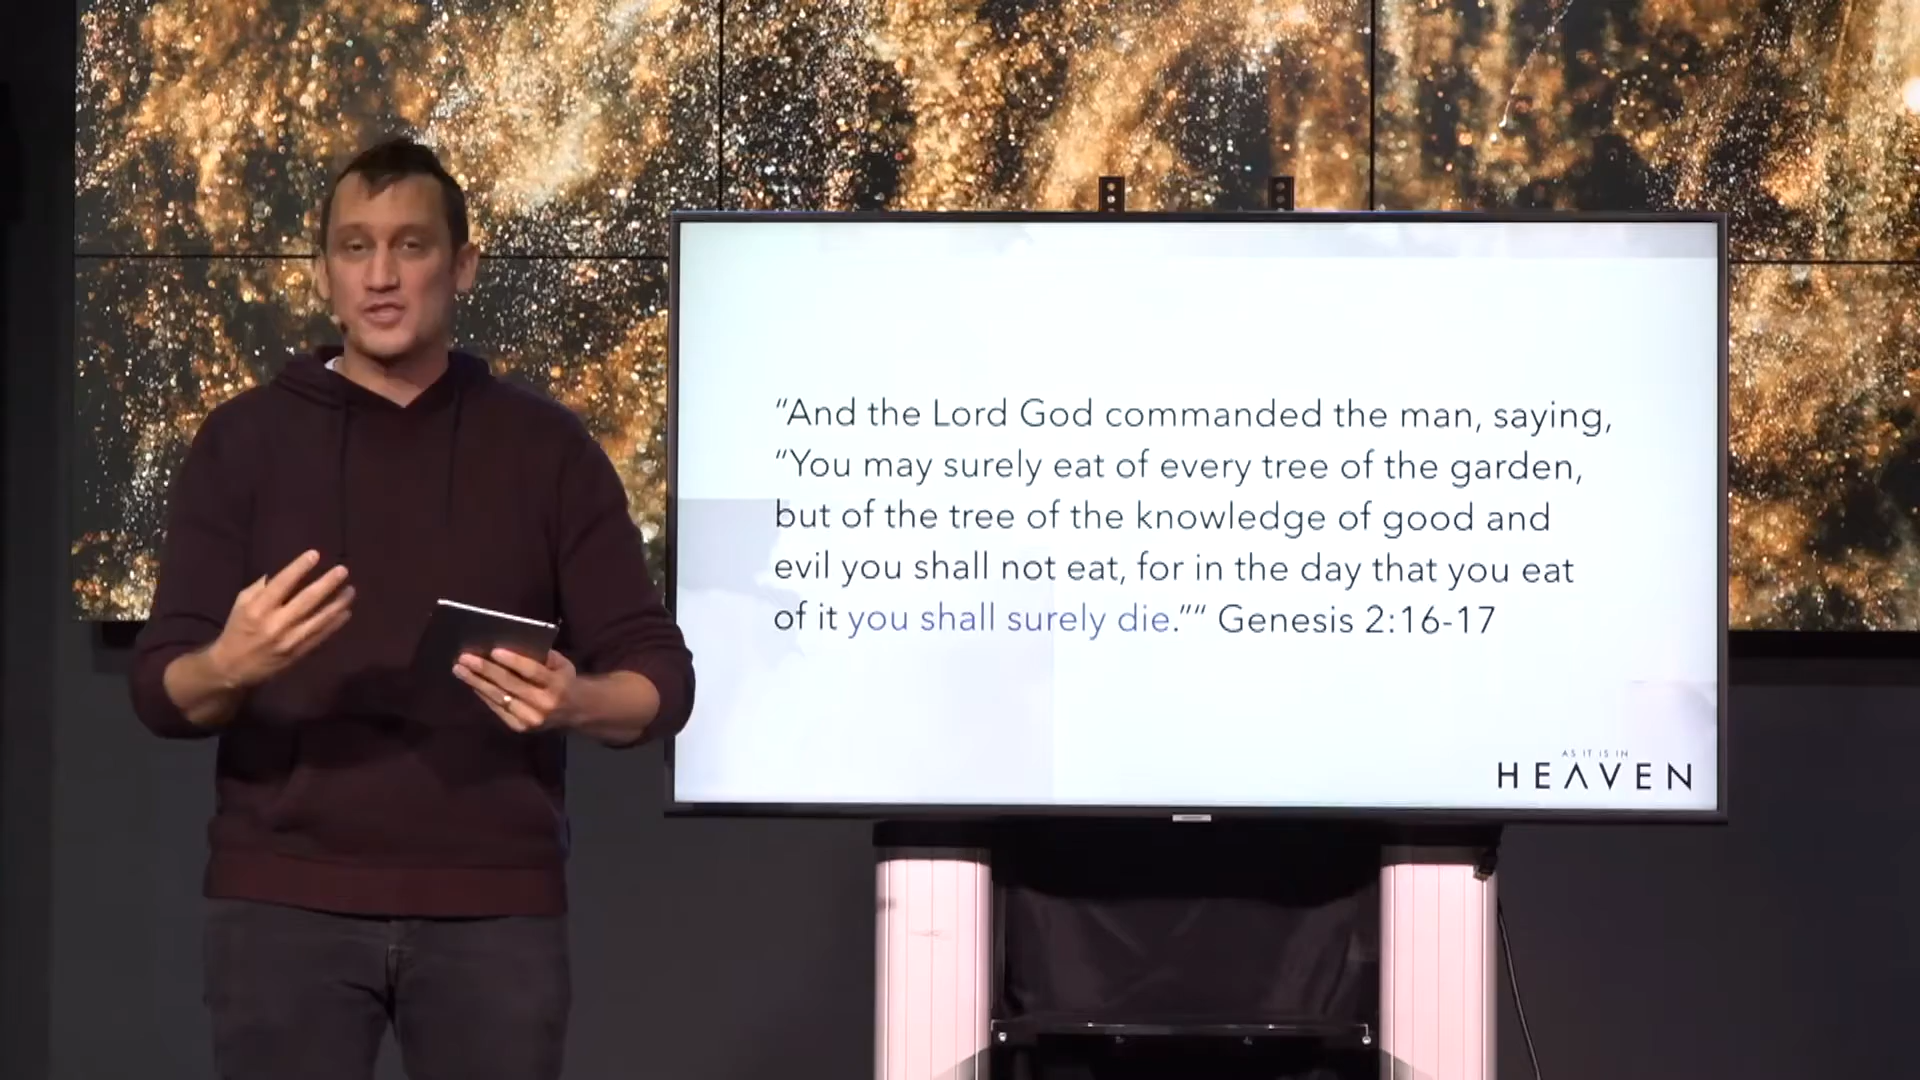 “And the Lord God commanded the man, saying,
“You may surely eat of every tree of the garden,
but of the tree of the knowledge of good and
evil you shall not eat, for in the day that you eat
of it you shall surely die.”” Genesis 2:16-17
AS IT IS IN
HEAVEN